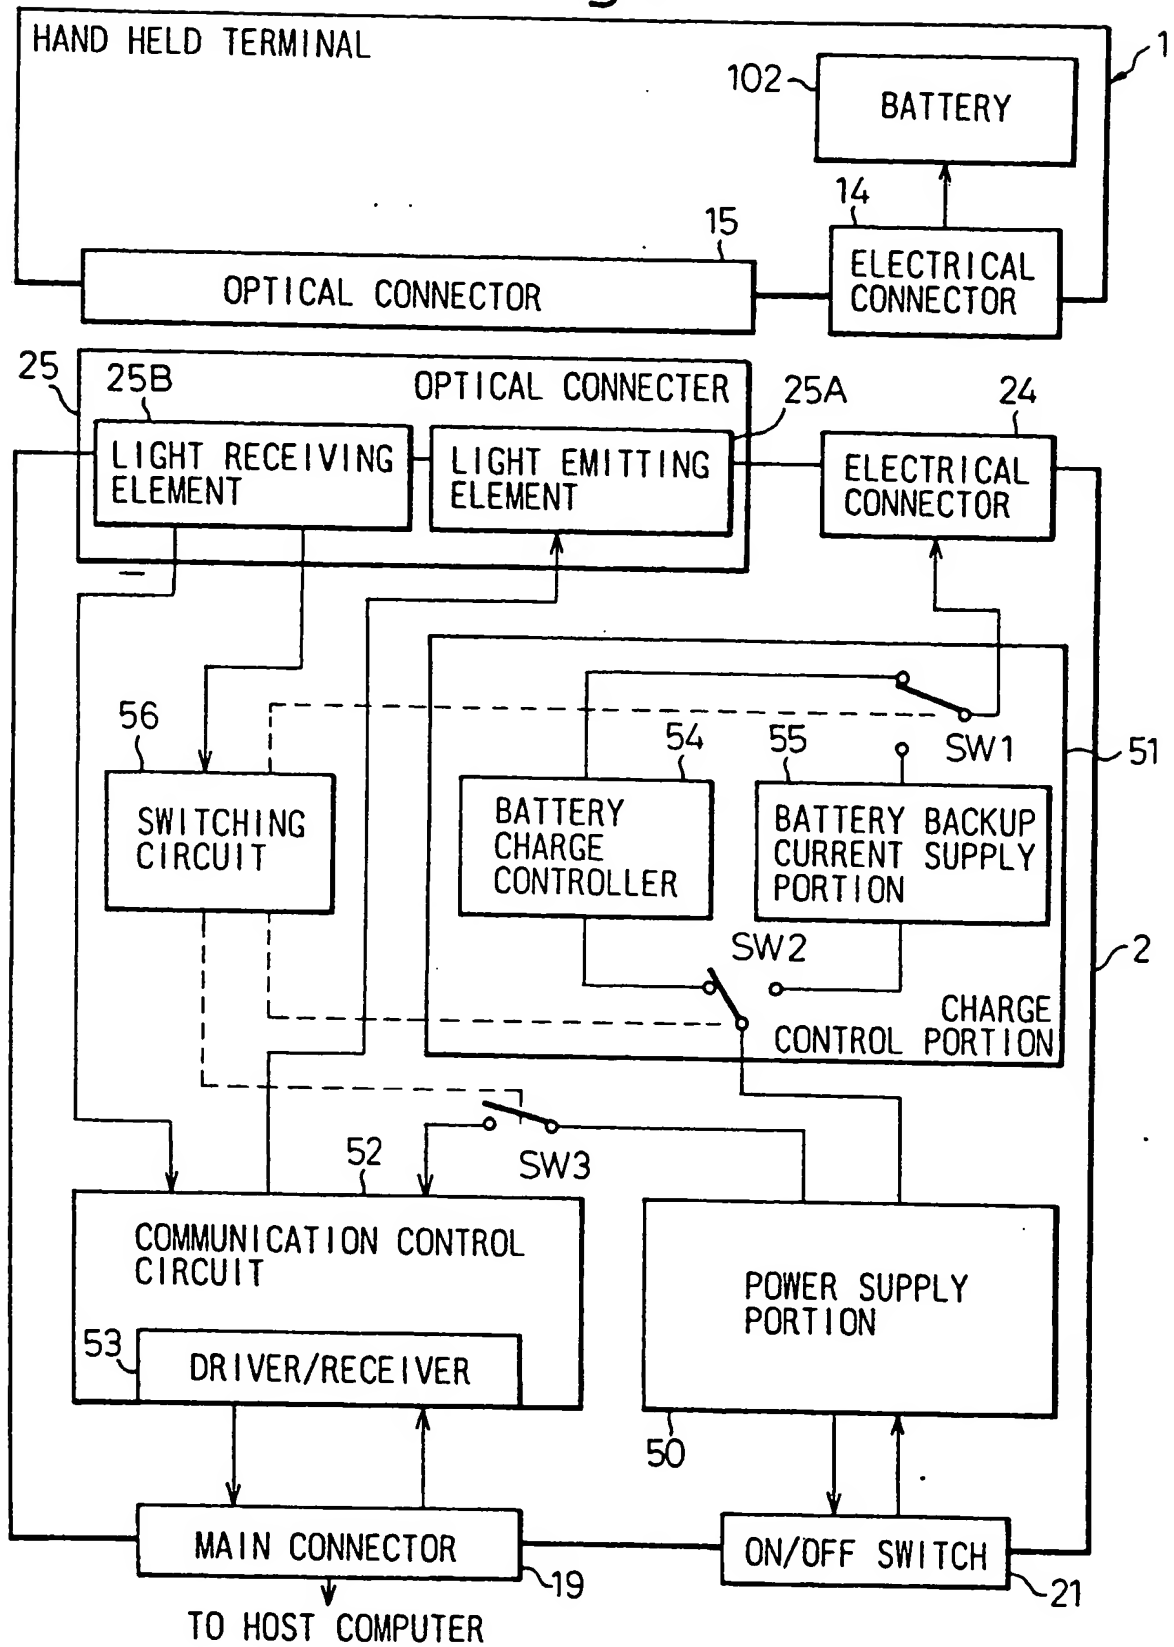 HAND HELD TERMINAL
1
102
BATTERY
14
15
ELECTRICAL
CONNECTOR
OPTICAL CONNECTOR
25
25B
OPTICAL CONNECTER
25A
24
LIGHT RECEIVING
ELEMENT
LIGHT EMITTING
ELEMENT
ELECTRICAL
CONNECTOR
56
54
55
SW1
51
SWITCHING
CIRCUIT
BATTERY
CHARGE
CONTROLLER
BATTERY BACKUP
CURRENT SUPPLY
PORTION
SW2
2
CHARGE
CONTROL PORTION
52
SW3
COMMUNICATION CONTROL
CIRCUIT
POWER SUPPLY
PORTION
53
DRIVER/RECEIVER
50
MAIN CONNECTOR
19
ON/OFF SWITCH
21
TO HOST COMPUTER